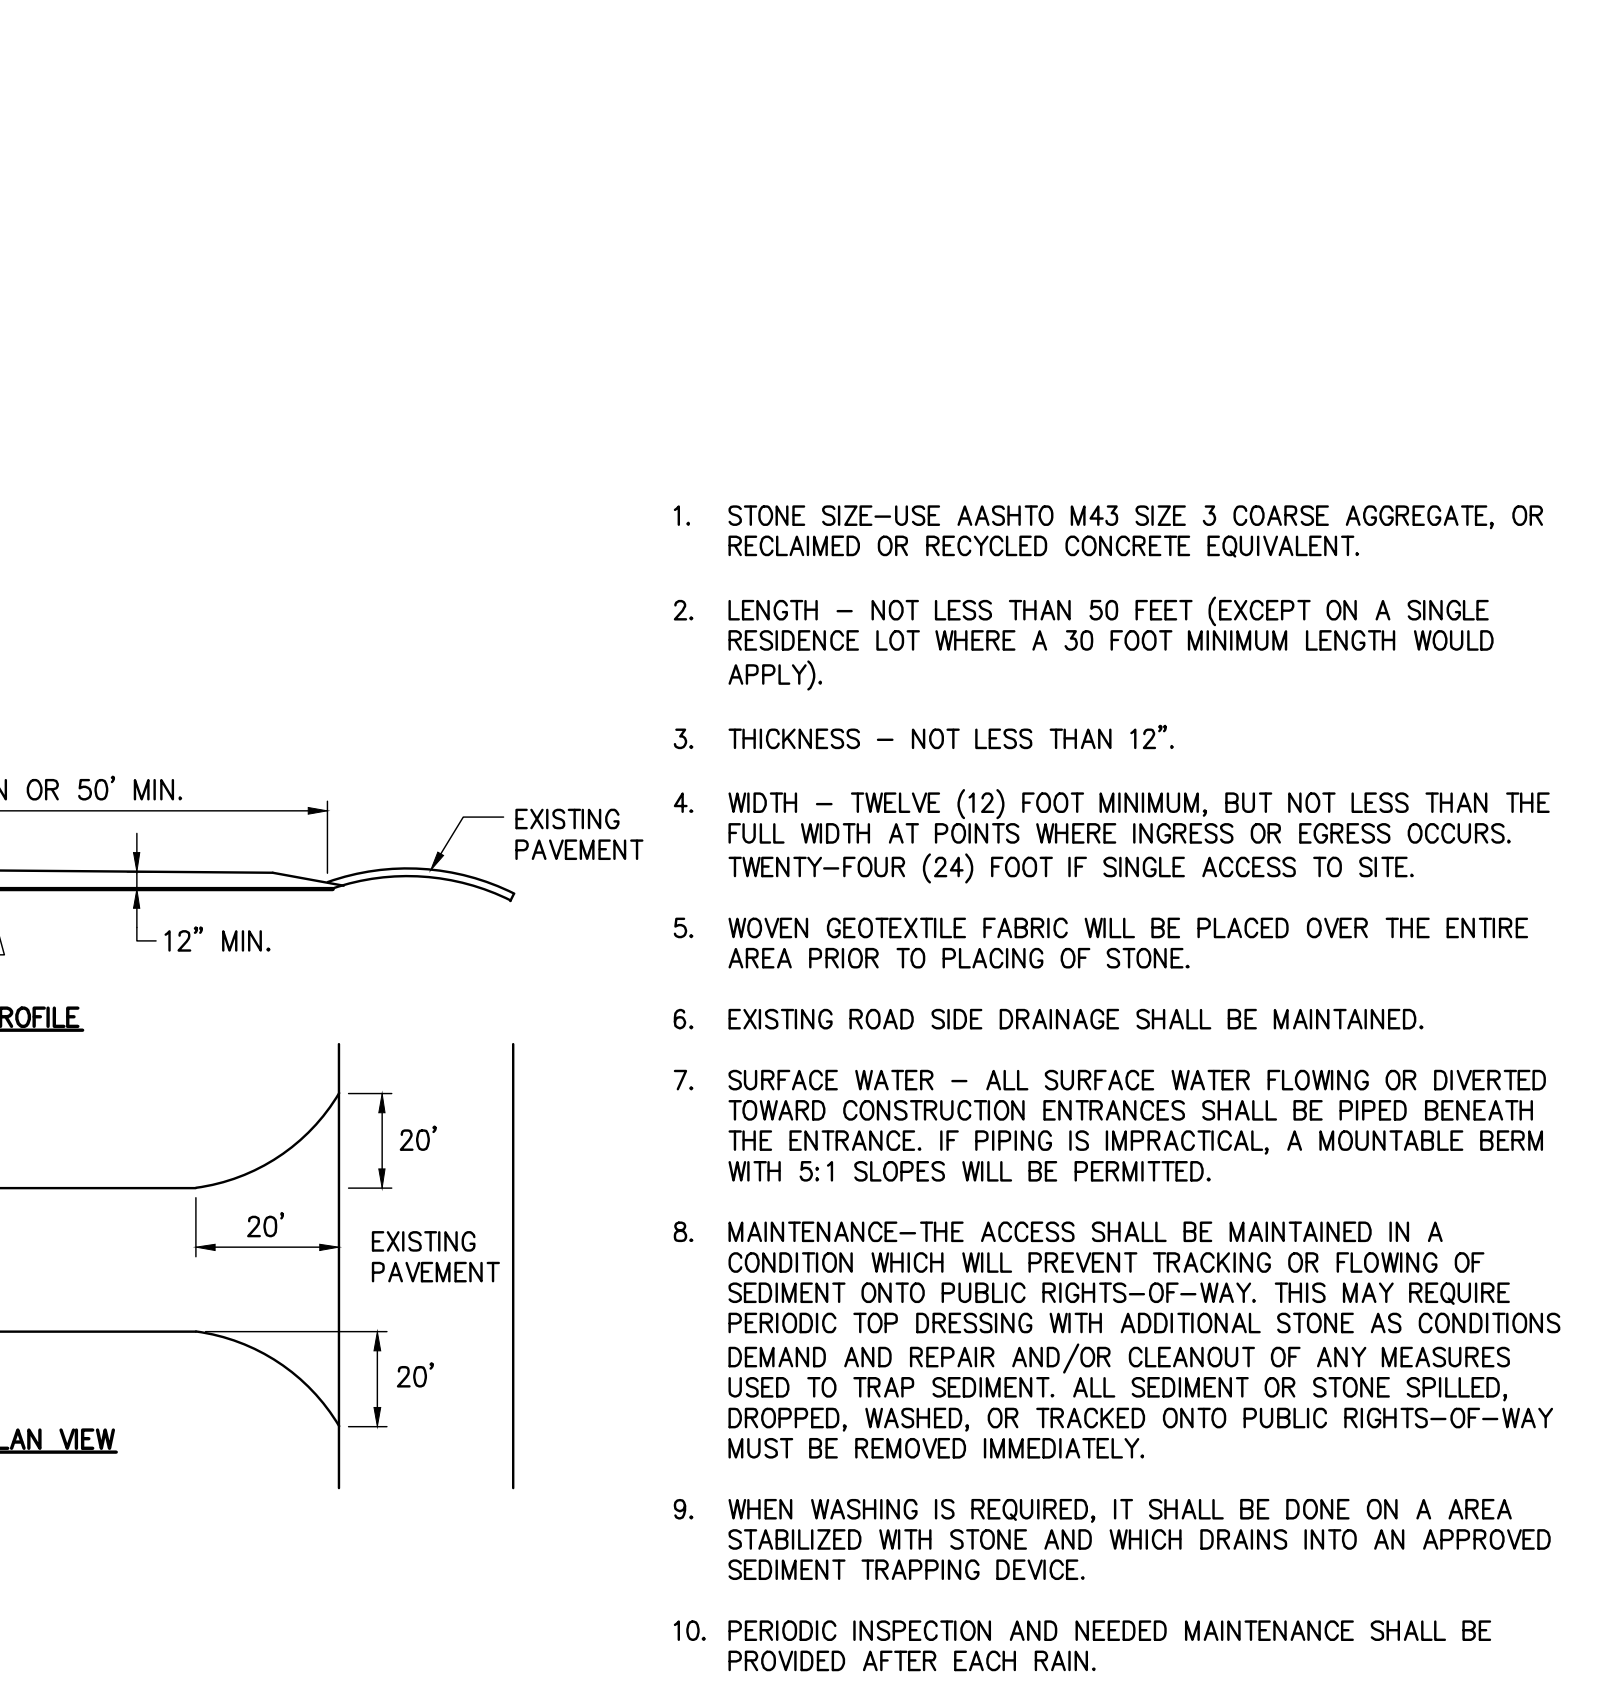 N OR 50' MIN.
EXISTING
PAVEMENT
12" MIN.
ROFILE
20'
20'
EXISTING
PAVEMENT
20'
LAN VIEW
1. STONE SIZE–USE AASHTO M43 SIZE 3 COARSE AGGREGATE, OR
RECLAIMED OR RECYCLED CONCRETE EQUIVALENT.
2. LENGTH – NOT LESS THAN 50 FEET (EXCEPT ON A SINGLE
RESIDENCE LOT WHERE A 30 FOOT MINIMUM LENGTH WOULD
APPLY).
3. THICKNESS – NOT LESS THAN 12".
4. WIDTH – TWELVE (12) FOOT MINIMUM, BUT NOT LESS THAN THE
FULL WIDTH AT POINTS WHERE INGRESS OR EGRESS OCCURS.
TWENTY–FOUR (24) FOOT IF SINGLE ACCESS TO SITE.
5. WOVEN GEOTEXTILE FABRIC WILL BE PLACED OVER THE ENTIRE
AREA PRIOR TO PLACING OF STONE.
6. EXISTING ROAD SIDE DRAINAGE SHALL BE MAINTAINED.
7. SURFACE WATER – ALL SURFACE WATER FLOWING OR DIVERTED
TOWARD CONSTRUCTION ENTRANCES SHALL BE PIPED BENEATH
THE ENTRANCE. IF PIPING IS IMPRACTICAL, A MOUNTABLE BERM
WITH 5:1 SLOPES WILL BE PERMITTED.
8. MAINTENANCE–THE ACCESS SHALL BE MAINTAINED IN A
CONDITION WHICH WILL PREVENT TRACKING OR FLOWING OF
SEDIMENT ONTO PUBLIC RIGHTS–OF–WAY. THIS MAY REQUIRE
PERIODIC TOP DRESSING WITH ADDITIONAL STONE AS CONDITIONS
DEMAND AND REPAIR AND/OR CLEANOUT OF ANY MEASURES
USED TO TRAP SEDIMENT. ALL SEDIMENT OR STONE SPILLED,
DROPPED, WASHED, OR TRACKED ONTO PUBLIC RIGHTS–OF–WAY
MUST BE REMOVED IMMEDIATELY.
9. WHEN WASHING IS REQUIRED, IT SHALL BE DONE ON A AREA
STABILIZED WITH STONE AND WHICH DRAINS INTO AN APPROVED
SEDIMENT TRAPPING DEVICE.
10. PERIODIC INSPECTION AND NEEDED MAINTENANCE SHALL BE
PROVIDED AFTER EACH RAIN.